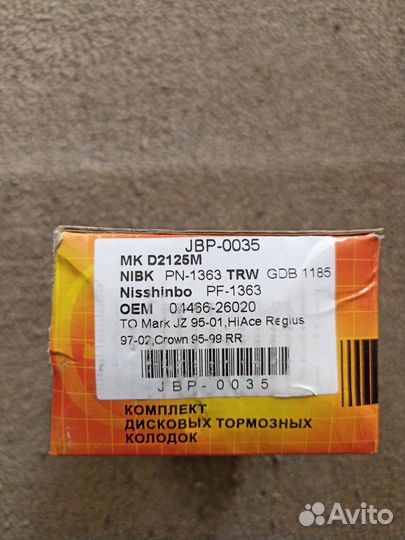 JBP-0035
MK D2125M
NIBK PN-1363 TRW GDB 1185
Nisshinbo PF-1363
OEM 04466-26020
TO Mark JZ 95-01,HiAce Regius
97-02,Crown 95-99 RR
JBP-0035
КОМПЛЕКТ
ДИСКОВЫХ ТОРМОЗНЫХ
КОЛОДОК
Avito